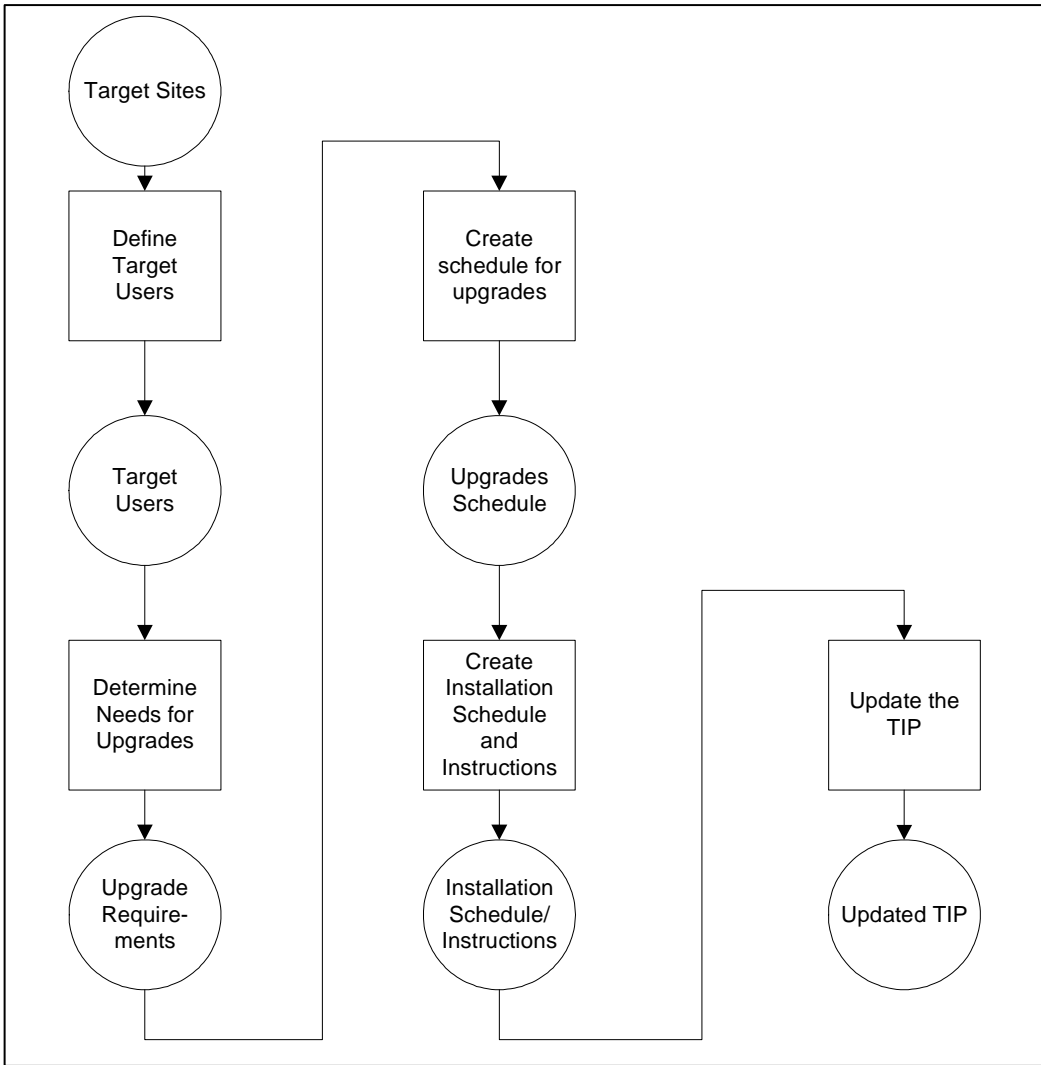 Target Sites
Define
Target
Users
Target
Users
Determine
Needs for
Upgrades
Upgrade
Require-
ments
Create
schedule for
upgrades
Upgrades
Schedule
Create
Installation
Schedule
and
Instructions
Installation
Schedule/
Instructions
Update the
TIP
Updated TIP